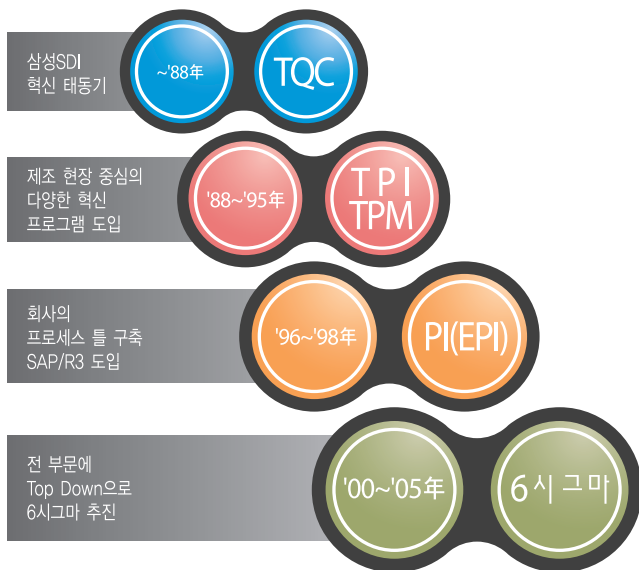 삼성SDI
혁신 태동기
~'88年
TQC
제조 현장 중심의
다양한 혁신
프로그램 도입
'88~'95年
TPI
TPM
회사의
프로세스 틀 구축
SAP/R3 도입
'96~'98年
PI(EPI)
전 부문에
Top Down으로
6시그마 추진
'00~'05年
6시그마